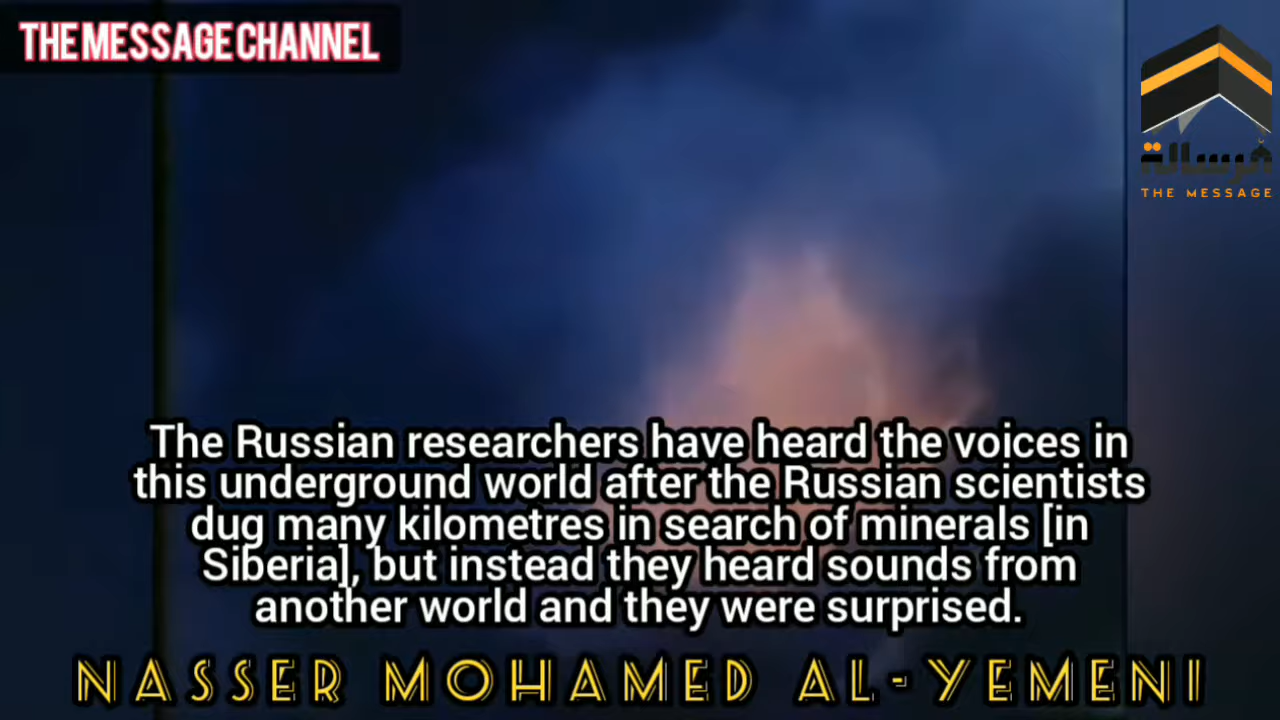 THE MESSAGE CHANNEL
الرسالة
THE MESSAGE
The Russian researchers have heard the voices in
this underground world after the Russian scientists
dug many kilometres in search of minerals [in
Siberia], but instead they heard sounds from
another world and they were surprised.
NASSER MOHAMED AL-YEMENI